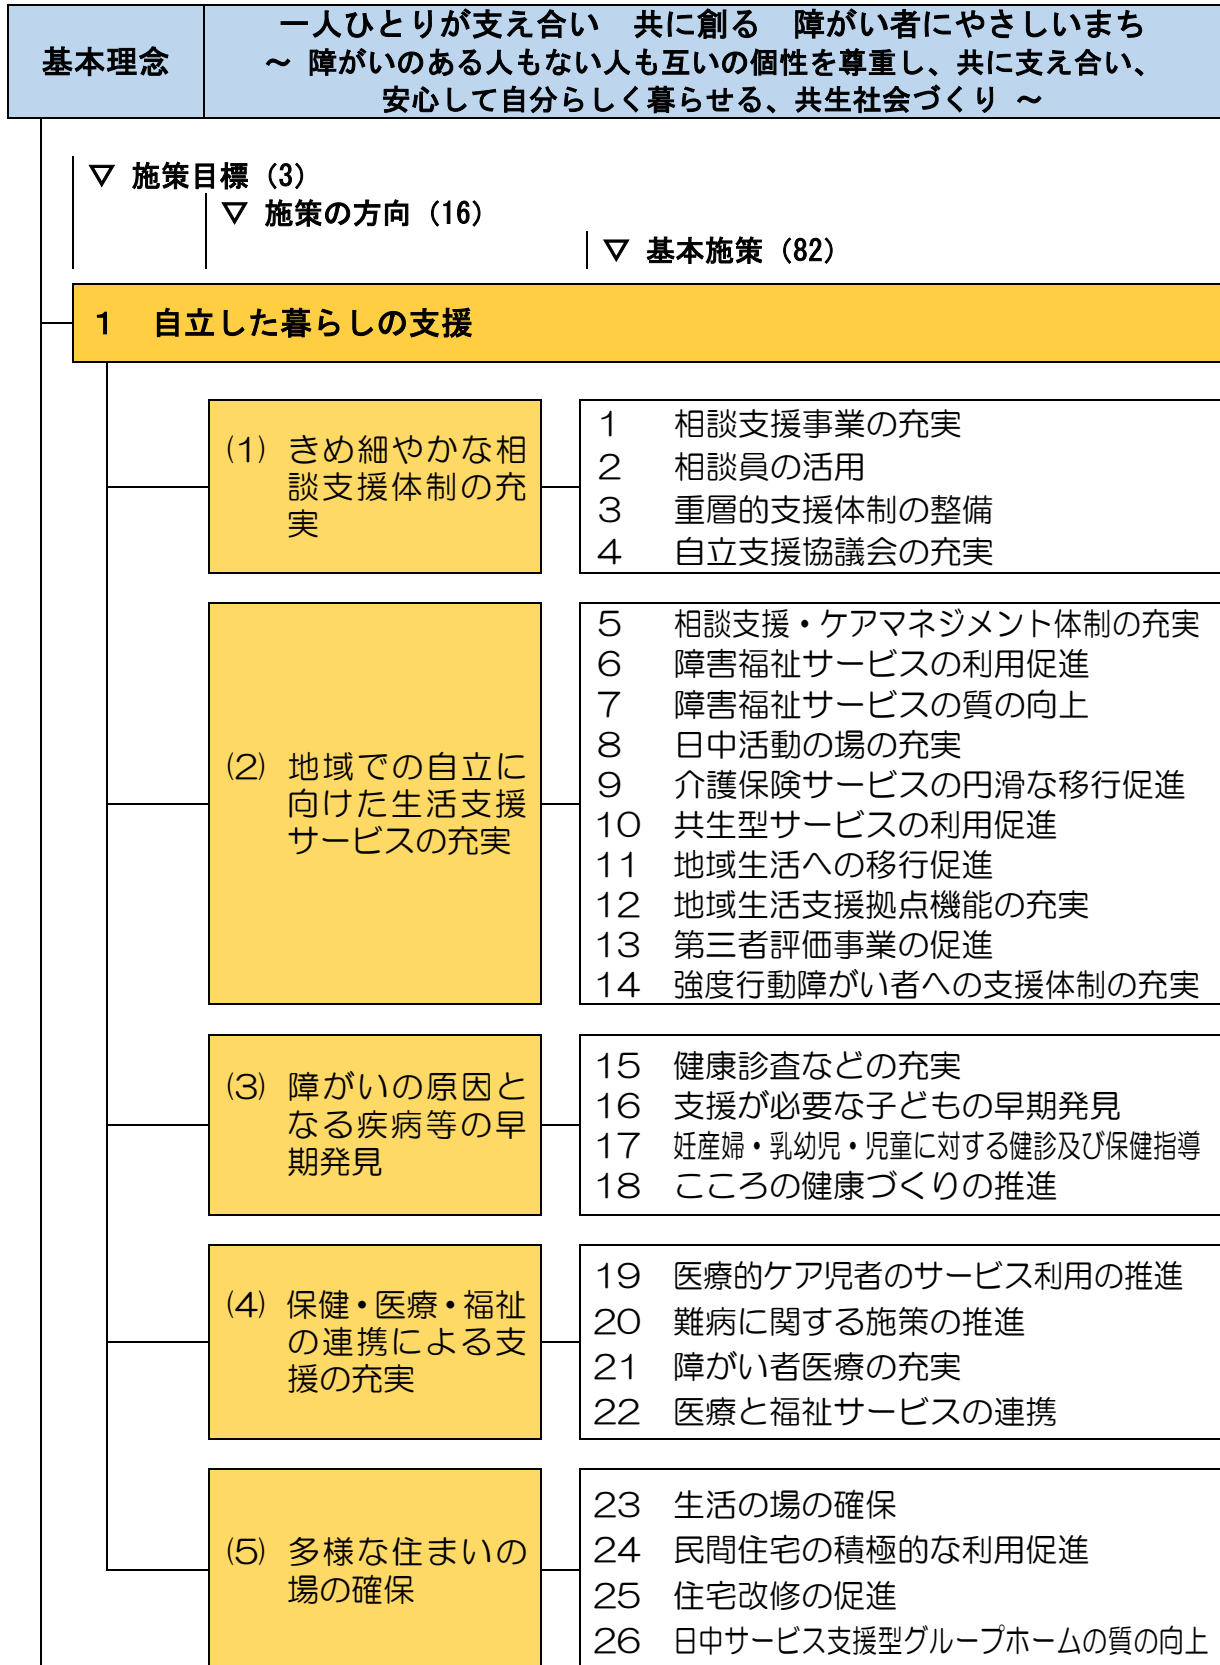 基本理念
一人ひとりが支え合い　共に創る　障がい者にやさしいまち
～ 障がいのある人もない人も互いの個性を尊重し、共に支え合い、
安心して自分らしく暮らせる、共生社会づくり ～
▽ 施策目標（3）
▽ 施策の方向（16）
▽ 基本施策（82）
1　自立した暮らしの支援
(1) きめ細やかな相
談支援体制の充
実
1　相談支援事業の充実
2　相談員の活用
3　重層的支援体制の整備
4　自立支援協議会の充実
(2) 地域での自立に
向けた生活支援
サービスの充実
5　相談支援・ケアマネジメント体制の充実
6　障害福祉サービスの利用促進
7　障害福祉サービスの質の向上
8　日中活動の場の充実
9　介護保険サービスの円滑な移行促進
10　共生型サービスの利用促進
11　地域生活への移行促進
12　地域生活支援拠点機能の充実
13　第三者評価事業の促進
14　強度行動障がい者への支援体制の充実
(3) 障がいの原因と
なる疾病等の早
期発見
15　健康診査などの充実
16　支援が必要な子どもの早期発見
17　妊産婦・乳幼児・児童に対する健診及び保健指導
18　こころの健康づくりの推進
(4) 保健・医療・福祉
の連携による支
援の充実
19　医療的ケア児者のサービス利用の推進
20　難病に関する施策の推進
21　障がい者医療の充実
22　医療と福祉サービスの連携
(5) 多様な住まいの
場の確保
23　生活の場の確保
24　民間住宅の積極的な利用促進
25　住宅改修の促進
26　日中サービス支援型グループホームの質の向上